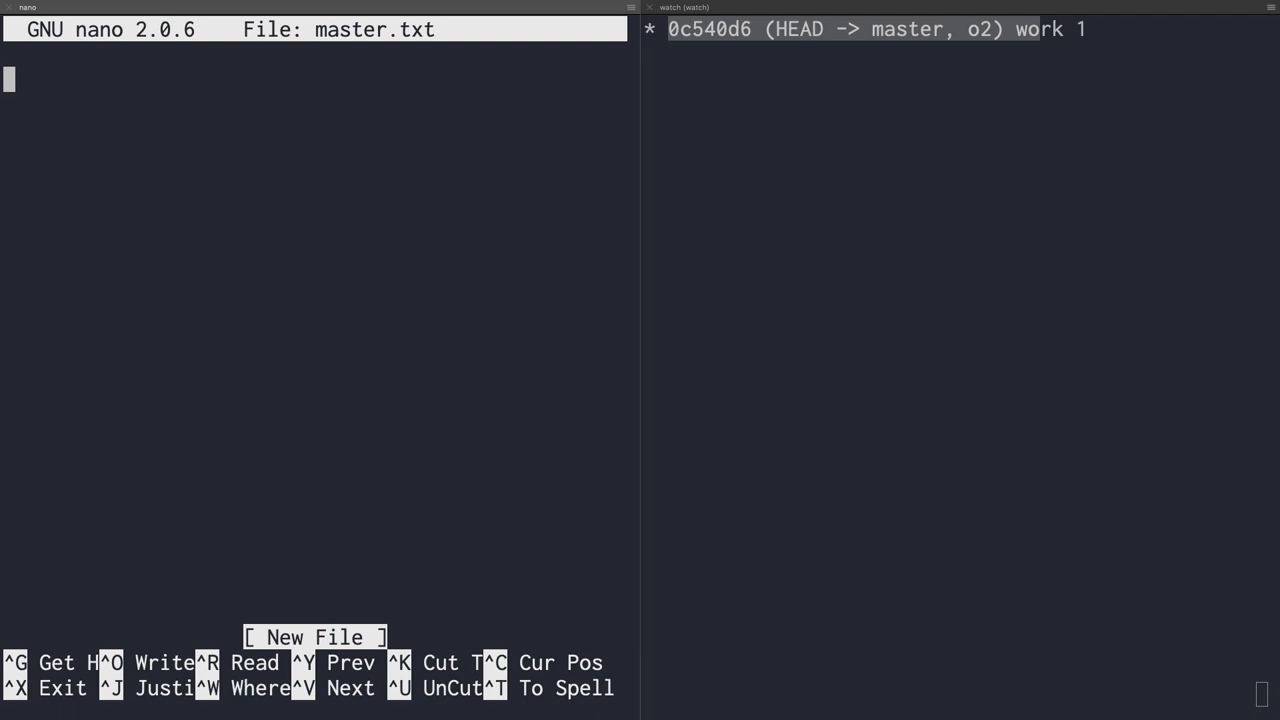 nano
GNU nano 2.0.6 File: master.txt
[ New File ]
^G Get H^O Write^R Read ^Y Prev ^K Cut T^C Cur Pos
^X Exit ^J Justi^W Where^V Next ^U UnCut^T To Spell
watch (watch)
* 0c540d6 (HEAD -> master, o2) work 1